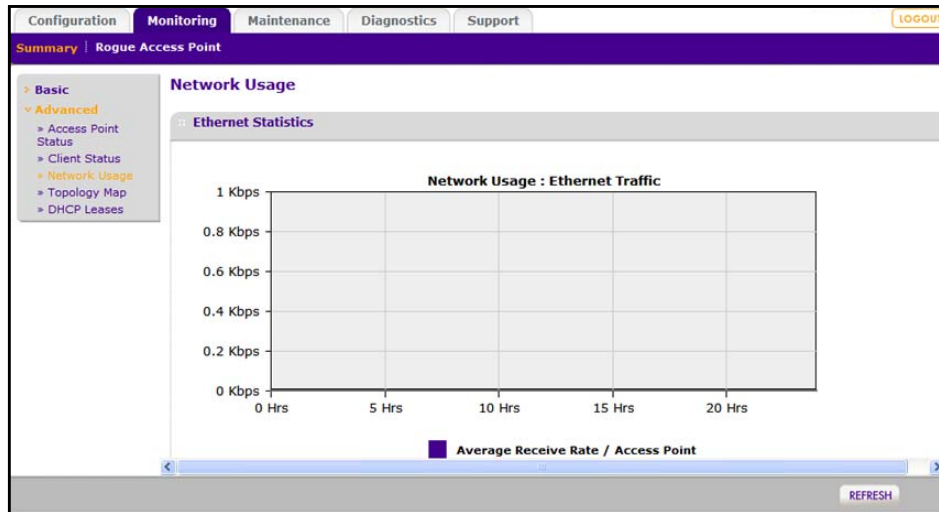 Configuration Monitoring Maintenance Diagnostics Support LOGOUT
Summary | Rogue Access Point
Basic
Advanced
» Access Point
Status
» Client Status
» Network Usage
» Topology Map
» DHCP Leases
Network Usage
Ethernet Statistics
Network Usage : Ethernet Traffic
1 Kbps
0.8 Kbps
0.6 Kbps
0.4 Kbps
0.2 Kbps
0 Kbps
0 Hrs 5 Hrs 10 Hrs 15 Hrs 20 Hrs
Average Receive Rate / Access Point
REFRESH